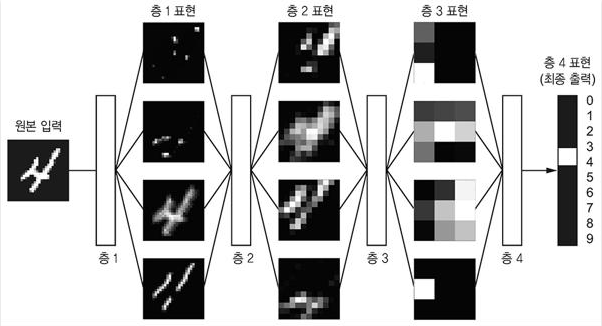 층 1 표현
층 2 표현
층 3 표현
층 4 표현
(최종 출력)
원본 입력
0
1
2
3
4
5
6
7
8
9
층 1
층 2
층 3
층 4